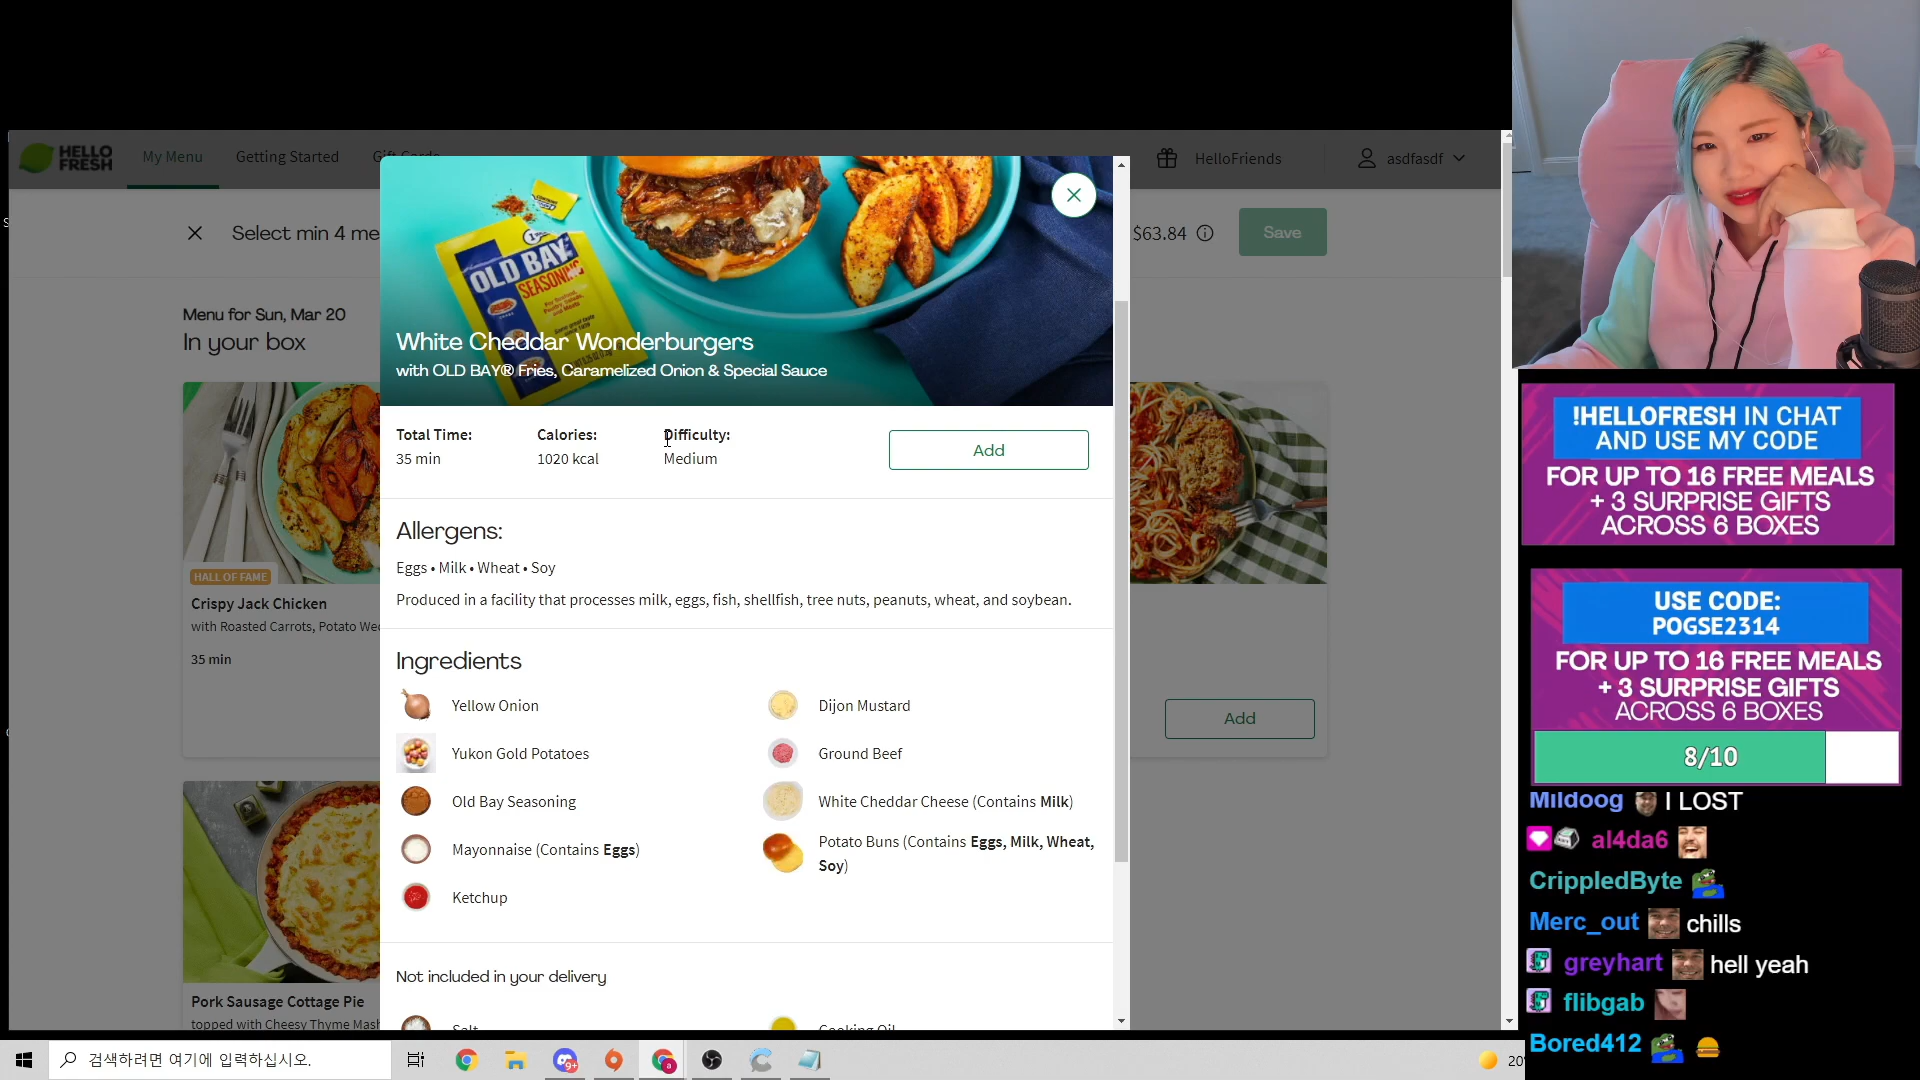 HELLO
FRESH
My Menu
Getting Started
Gift Cards
HelloFriends
asdfasdf
Select min 4 me
$63.84
Save
Menu for Sun, Mar 20
In your box
HALL OF FAME
Crispy Jack Chicken
with Roasted Carrots, Potato Wed
35 min
Pork Sausage Cottage Pie
topped with Cheesy Thyme Mash
OLD BAY
SEASONING
White Cheddar Wonderburgers
with OLD BAY® Fries, Caramelized Onion & Special Sauce
Total Time:
35 min
Calories:
1020 kcal
Difficulty:
Medium
Add
Allergens:
Eggs • Milk • Wheat • Soy
Produced in a facility that processes milk, eggs, fish, shellfish, tree nuts, peanuts, wheat, and soybean.
Ingredients
Yellow Onion
Dijon Mustard
Yukon Gold Potatoes
Ground Beef
Old Bay Seasoning
White Cheddar Cheese (Contains Milk)
Mayonnaise (Contains Eggs)
Potato Buns (Contains Eggs, Milk, Wheat,
Soy)
Ketchup
Not included in your delivery
Salt
Cooking Oil
Add
!HELLOFRESH IN CHAT
AND USE MY CODE
FOR UP TO 16 FREE MEALS
+ 3 SURPRISE GIFTS
ACROSS 6 BOXES
USE CODE:
POGSE2314
FOR UP TO 16 FREE MEALS
+ 3 SURPRISE GIFTS
ACROSS 6 BOXES
8/10
Mildoog I LOST
al4da6
CrippledByte
Merc_out chills
greyhart hell yeah
flibgab
Bored412
검색하려면 여기에 입력하십시오.
9+
a
20°